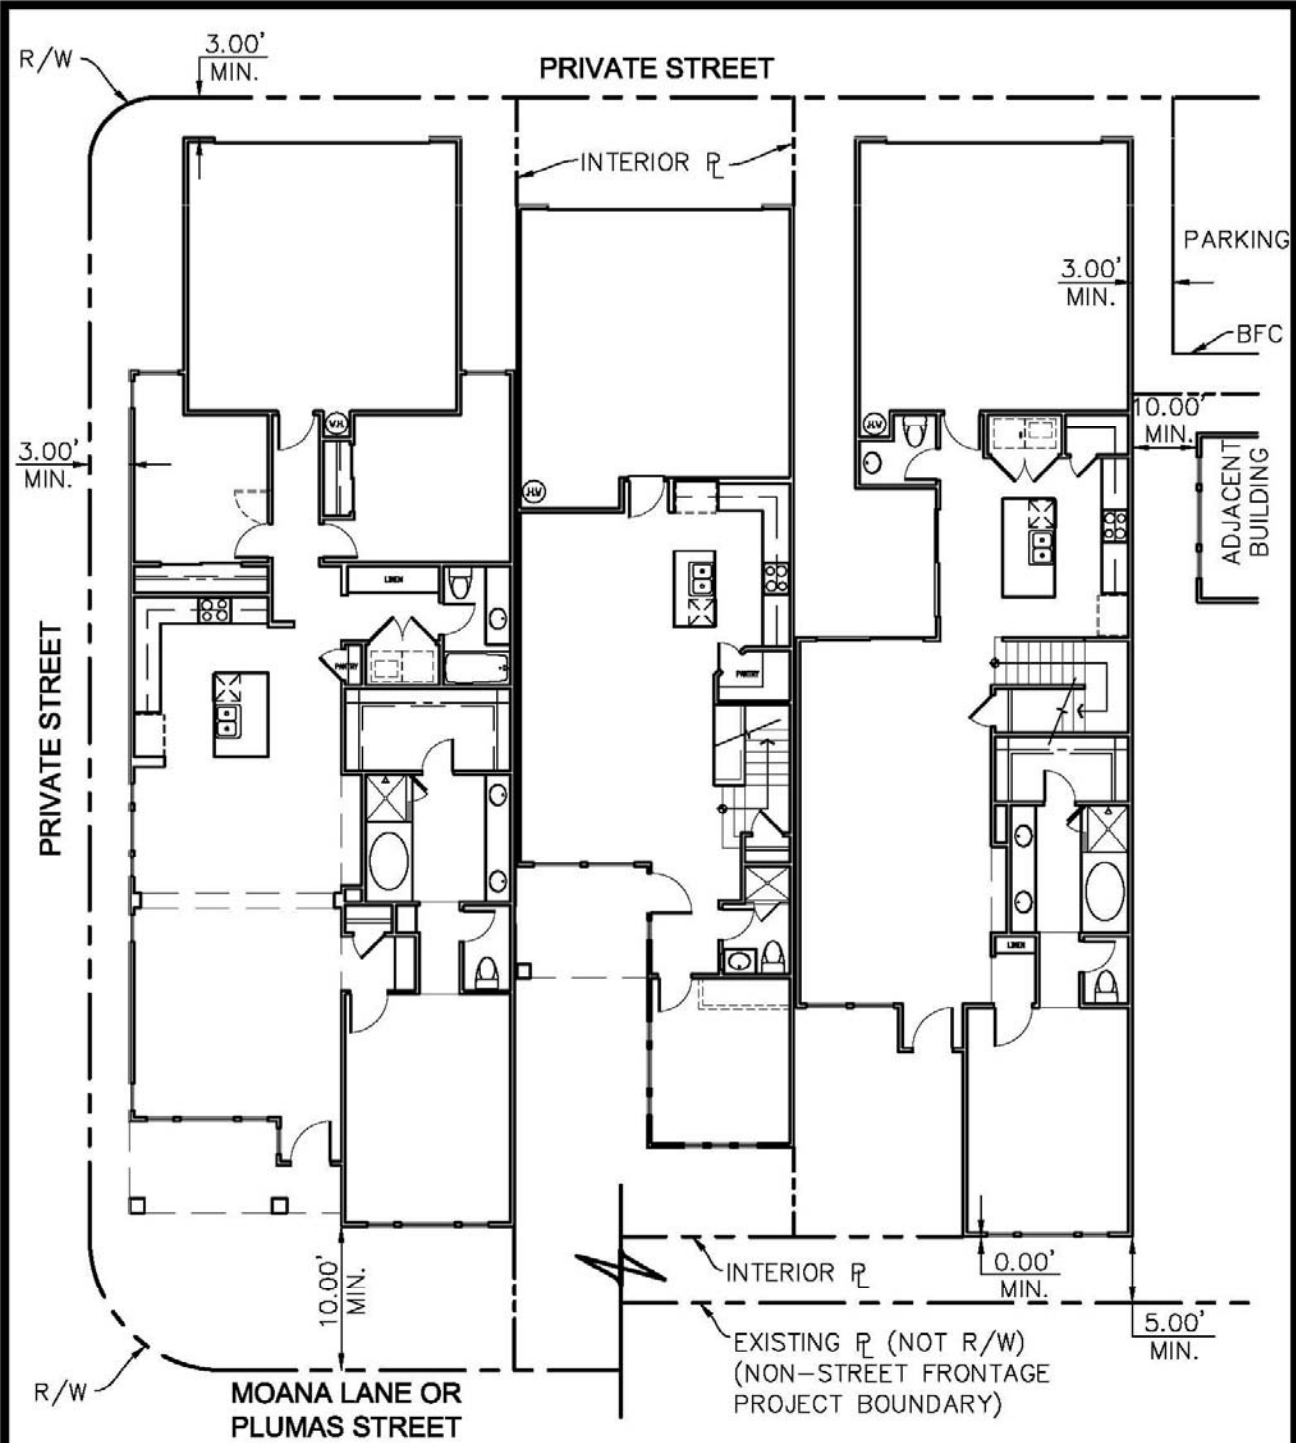 R/W
3.00'
MIN.
PRIVATE STREET
INTERIOR PL
PARKING
3.00'
MIN.
BFC
W.H.
10.00'
MIN.
3.00'
MIN.
ADJACENT
BUILDING
LINEN
PANTRY
PANTRY
PRIVATE STREET
LINEN
10.00'
MIN.
INTERIOR PL
0.00'
MIN.
5.00'
MIN.
EXISTING PL (NOT R/W)
(NON-STREET FRONTAGE
PROJECT BOUNDARY)
R/W
MOANA LANE OR
PLUMAS STREET